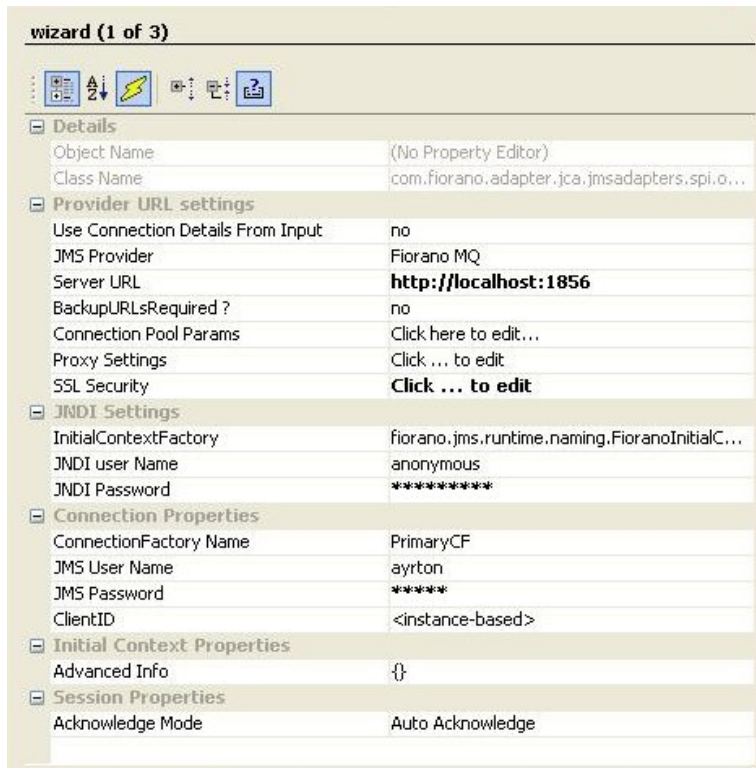 wizard (1 of 3)
Details
Object Name (No Property Editor)
Class Name com.fiorano.adapter.jca.jmsadapters.spi.o...
Provider URL settings
Use Connection Details From Input no
JMS Provider Fiorano MQ
Server URL http://localhost:1856
BackupURLsRequired ? no
Connection Pool Params Click here to edit...
Proxy Settings Click ... to edit
SSL Security Click ... to edit
JNDI Settings
InitialContextFactory fiorano.jms.runtime.naming.FioranoInitialC...
JNDI user Name anonymous
JNDI Password *********
Connection Properties
ConnectionFactory Name PrimaryCF
JMS User Name ayrton
JMS Password *****
ClientID <instance-based>
Initial Context Properties
Advanced Info {}
Session Properties
Acknowledge Mode Auto Acknowledge